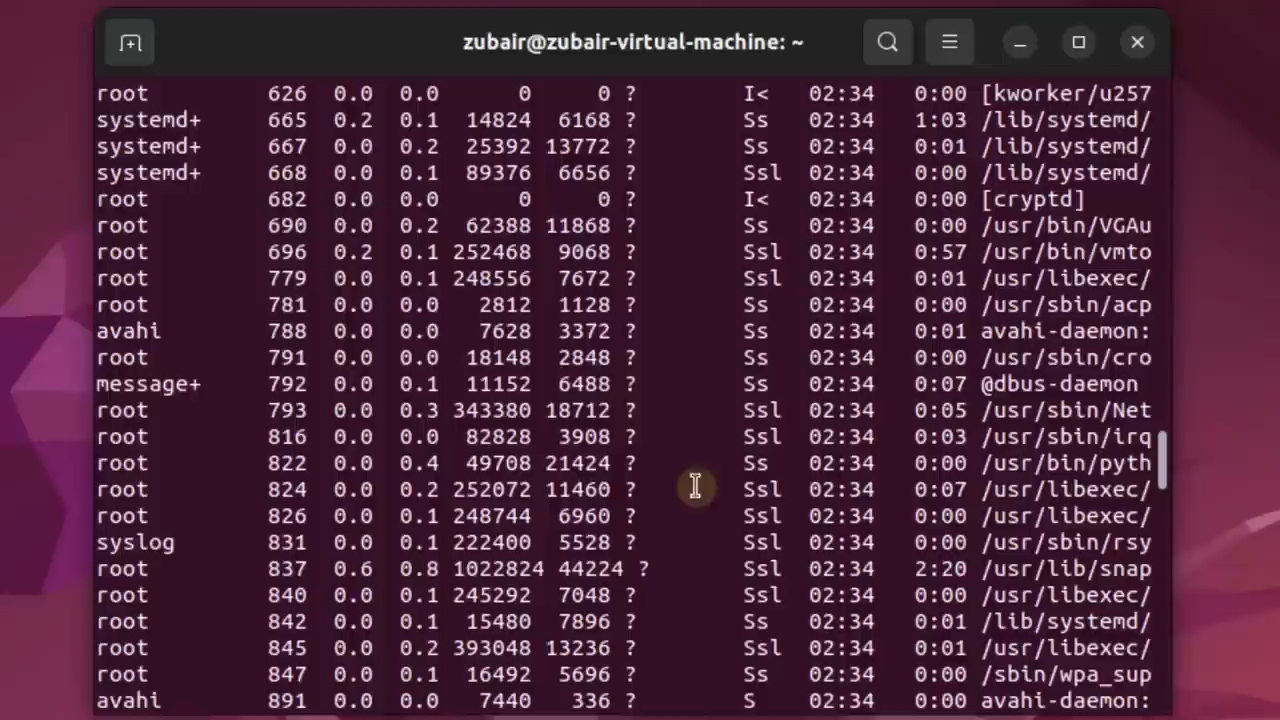 zubair@zubair-virtual-machine: ~
root 626 0.0 0.0 0 0 ? I< 02:34 0:00 [kworker/u257
systemd+ 665 0.2 0.1 14824 6168 ? Ss 02:34 1:03 /lib/systemd/
systemd+ 667 0.0 0.2 25392 13772 ? Ss 02:34 0:01 /lib/systemd/
systemd+ 668 0.0 0.1 89376 6656 ? Ssl 02:34 0:00 /lib/systemd/
root 682 0.0 0.0 0 0 ? I< 02:34 0:00 [cryptd]
root 690 0.0 0.2 62388 11868 ? Ss 02:34 0:00 /usr/bin/VGAu
root 696 0.2 0.1 252468 9068 ? Ssl 02:34 0:57 /usr/bin/vmto
root 779 0.0 0.1 248556 7672 ? Ssl 02:34 0:01 /usr/libexec/
root 781 0.0 0.0 2812 1128 ? Ss 02:34 0:00 /usr/sbin/acp
avahi 788 0.0 0.0 7628 3372 ? Ss 02:34 0:01 avahi-daemon:
root 791 0.0 0.0 18148 2848 ? Ss 02:34 0:00 /usr/sbin/cro
message+ 792 0.0 0.1 11152 6488 ? Ss 02:34 0:07 @dbus-daemon
root 793 0.0 0.3 343380 18712 ? Ssl 02:34 0:05 /usr/sbin/Net
root 816 0.0 0.0 82828 3908 ? Ssl 02:34 0:03 /usr/sbin/irq
root 822 0.0 0.4 49708 21424 ? Ss 02:34 0:00 /usr/bin/pyth
root 824 0.0 0.2 252072 11460 ? Ssl 02:34 0:07 /usr/libexec/
root 826 0.0 0.1 248744 6960 ? Ssl 02:34 0:00 /usr/libexec/
syslog 831 0.0 0.1 222400 5528 ? Ssl 02:34 0:00 /usr/sbin/rsy
root 837 0.6 0.8 1022824 44224 ? Ssl 02:34 2:20 /usr/lib/snap
root 840 0.0 0.1 245292 7048 ? Ssl 02:34 0:00 /usr/libexec/
root 842 0.0 0.1 15480 7896 ? Ss 02:34 0:01 /lib/systemd/
root 845 0.0 0.2 393048 13236 ? Ssl 02:34 0:01 /usr/libexec/
root 847 0.0 0.1 16492 5696 ? Ss 02:34 0:00 /sbin/wpa_sup
avahi 891 0.0 0.0 7440 336 ? S 02:34 0:00 avahi-daemon: